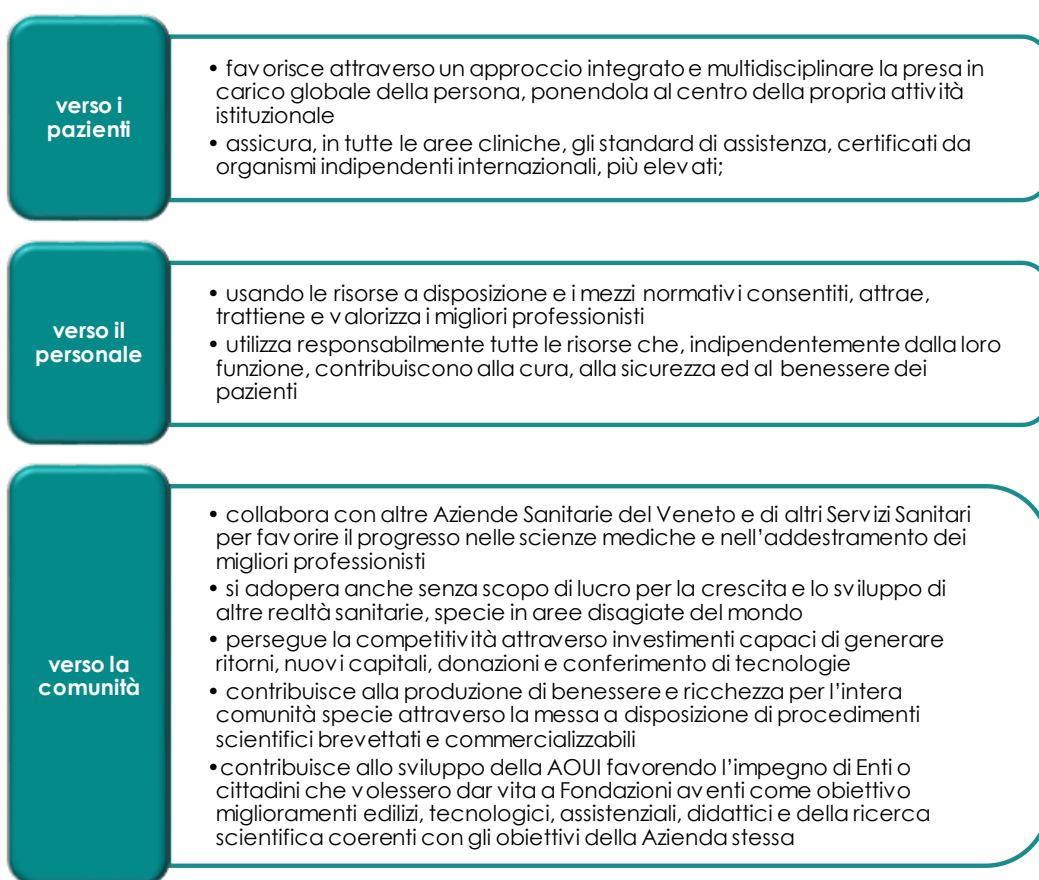 verso i
pazienti
• favorisce attraverso un approccio integrato e multidisciplinare la presa in
carico globale della persona, ponendola al centro della propria attività
istituzionale
• assicura, in tutte le aree cliniche, gli standard di assistenza, certificati da
organismi indipendenti internazionali, più elevati;
verso il
personale
• usando le risorse a disposizione e i mezzi normativi consentiti, attrae,
trattiene e valorizza i migliori professionisti
• utilizza responsabilmente tutte le risorse che, indipendentemente dalla loro
funzione, contribuiscono alla cura, alla sicurezza ed al benessere dei
pazienti
verso la
comunità
• collabora con altre Aziende Sanitarie del Veneto e di altri Servizi Sanitari
per favorire il progresso nelle scienze mediche e nell’addestramento dei
migliori professionisti
• si adopera anche senza scopo di lucro per la crescita e lo sviluppo di
altre realtà sanitarie, specie in aree disagiate del mondo
• persegue la competitività attraverso investimenti capaci di generare
ritorni, nuovi capitali, donazioni e conferimento di tecnologie
• contribuisce alla produzione di benessere e ricchezza per l’intera
comunità specie attraverso la messa a disposizione di procedimenti
scientifici brevettati e commercializzabili
•contribuisce allo sviluppo della AOUI favorendo l’impegno di Enti o
cittadini che volessero dar vita a Fondazioni aventi come obiettivo
miglioramenti edilizi, tecnologici, assistenziali, didattici e della ricerca
scientifica coerenti con gli obiettivi della Azienda stessa